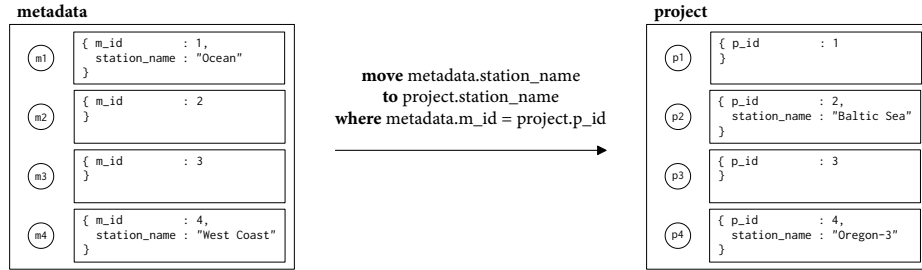 metadata
m1
{ m_id : 1,
station_name : "Ocean"
}
m2
{ m_id : 2
}
m3
{ m_id : 3
}
m4
{ m_id : 4,
station_name : "West Coast"
}
move metadata.station_name
to project.station_name
where metadata.m_id = project.p_id
project
p1
{ p_id : 1
}
p2
{ p_id : 2,
station_name : "Baltic Sea"
}
p3
{ p_id : 3
}
p4
{ p_id : 4,
station_name : "Oregon-3"
}